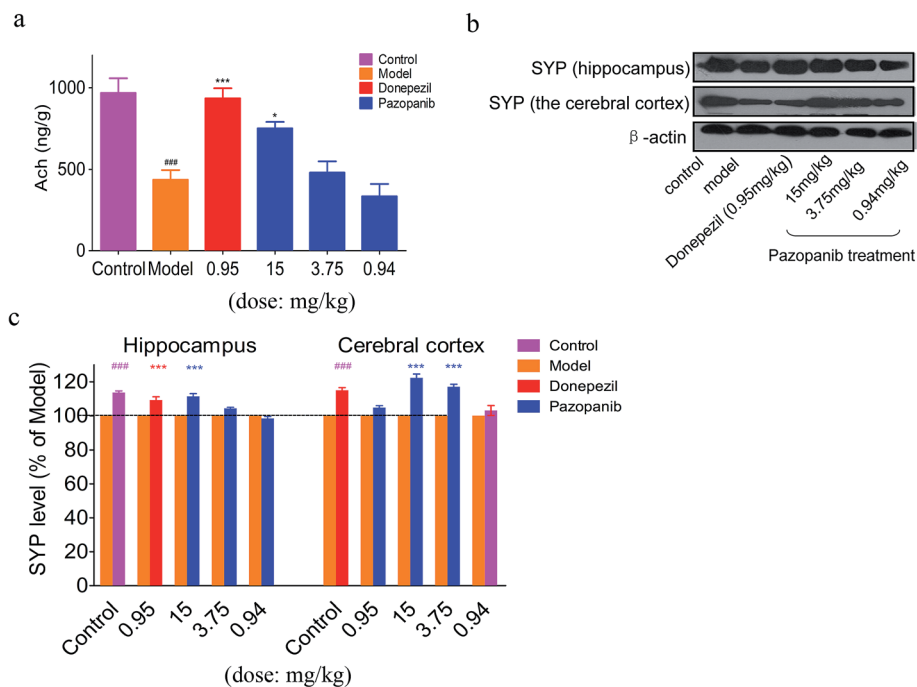 a
Ach (ng/g)
1000
500
0
###
***
*
Control
Model
Donepezil
Pazopanib
Control Model 0.95 15 3.75 0.94
(dose: mg/kg)
b
SYP (hippocampus)
SYP (the cerebral cortex)
β-actin
control
model
Donepezil (0.95mg/kg)
15mg/kg
3.75mg/kg
0.94mg/kg
Pazopanib treatment
c
Hippocampus
Cerebral cortex
### *** ***
### *** ***
Control
Model
Donepezil
Pazopanib
SYP level (% of Model)
120
100
80
60
40
20
0
Control 0.95 15 3.75 0.94
Control 0.95 15 3.75 0.94
(dose: mg/kg)